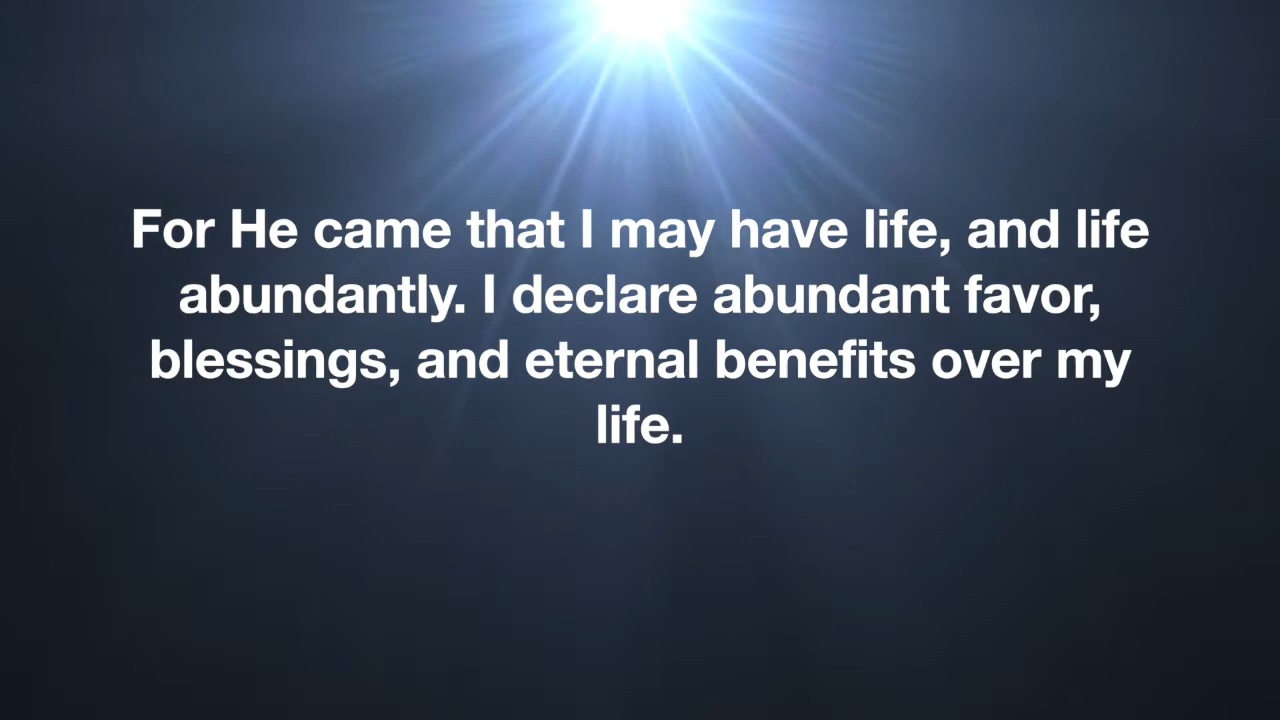 For He came that I may have life, and life
abundantly. I declare abundant favor,
blessings, and eternal benefits over my
life.